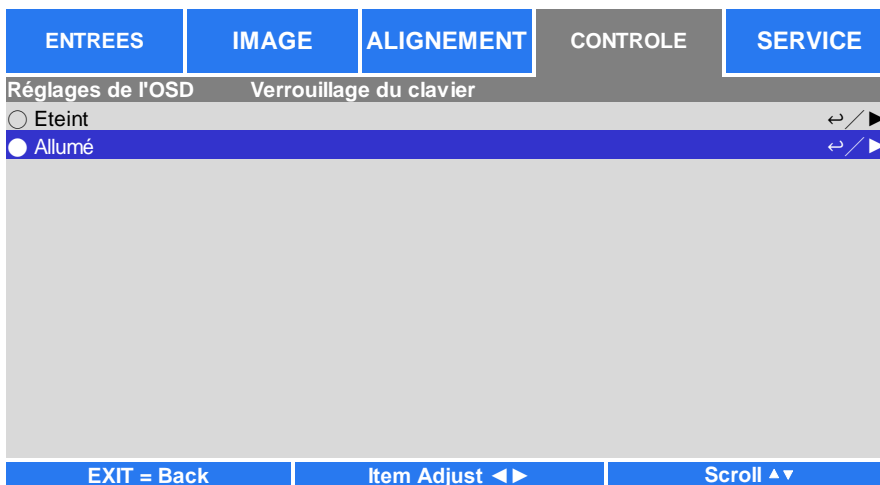 ENTREES IMAGE ALIGNEMENT CONTROLE SERVICE
Réglages de l'OSD Verrouillage du clavier
○ Eteint ↩/►
● Allumé ↩/►
EXIT = Back Item Adjust ◄► Scroll ▲▼